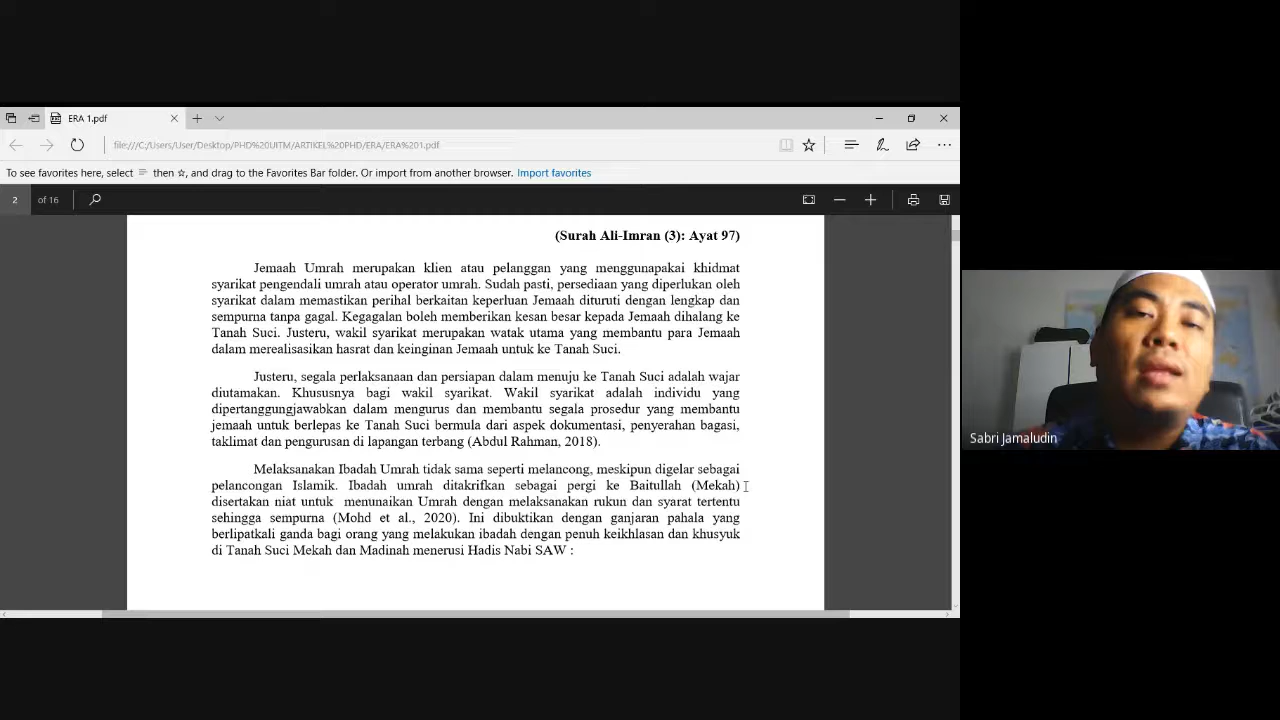 ERA 1.pdf
file:///C:/Users/User/Desktop/PHD%20UITM/ARTIKEL%20PHD/ERA/ERA%201.pdf
To see favorites here, select then ☆, and drag to the Favorites Bar folder. Or import from another browser. Import favorites
2 of 16
(Surah Ali-Imran (3): Ayat 97)
Jemaah Umrah merupakan klien atau pelanggan yang menggunapakai khidmat
syarikat pengendali umrah atau operator umrah. Sudah pasti, persediaan yang diperlukan oleh
syarikat dalam memastikan perihal berkaitan keperluan Jemaah dituruti dengan lengkap dan
sempurna tanpa gagal. Kegagalan boleh memberikan kesan besar kepada Jemaah dihalang ke
Tanah Suci. Justeru, wakil syarikat merupakan watak utama yang membantu para Jemaah
dalam merealisasikan hasrat dan keinginan Jemaah untuk ke Tanah Suci.
Justeru, segala perlaksanaan dan persiapan dalam menuju ke Tanah Suci adalah wajar
diutamakan. Khususnya bagi wakil syarikat. Wakil syarikat adalah individu yang
dipertanggungjawabkan dalam mengurus dan membantu segala prosedur yang membantu
jemaah untuk berlepas ke Tanah Suci bermula dari aspek dokumentasi, penyerahan bagasi,
taklimat dan pengurusan di lapangan terbang (Abdul Rahman, 2018).
Melaksanakan Ibadah Umrah tidak sama seperti melancong, meskipun digelar sebagai
pelancongan Islamik. Ibadah umrah ditakrifkan sebagai pergi ke Baitullah (Mekah)
disertakan niat untuk menunaikan Umrah dengan melaksanakan rukun dan syarat tertentu
sehingga sempurna (Mohd et al., 2020). Ini dibuktikan dengan ganjaran pahala yang
berlipatkali ganda bagi orang yang melakukan ibadah dengan penuh keikhlasan dan khusyuk
di Tanah Suci Mekah dan Madinah menerusi Hadis Nabi SAW :
Sabri Jamaludin